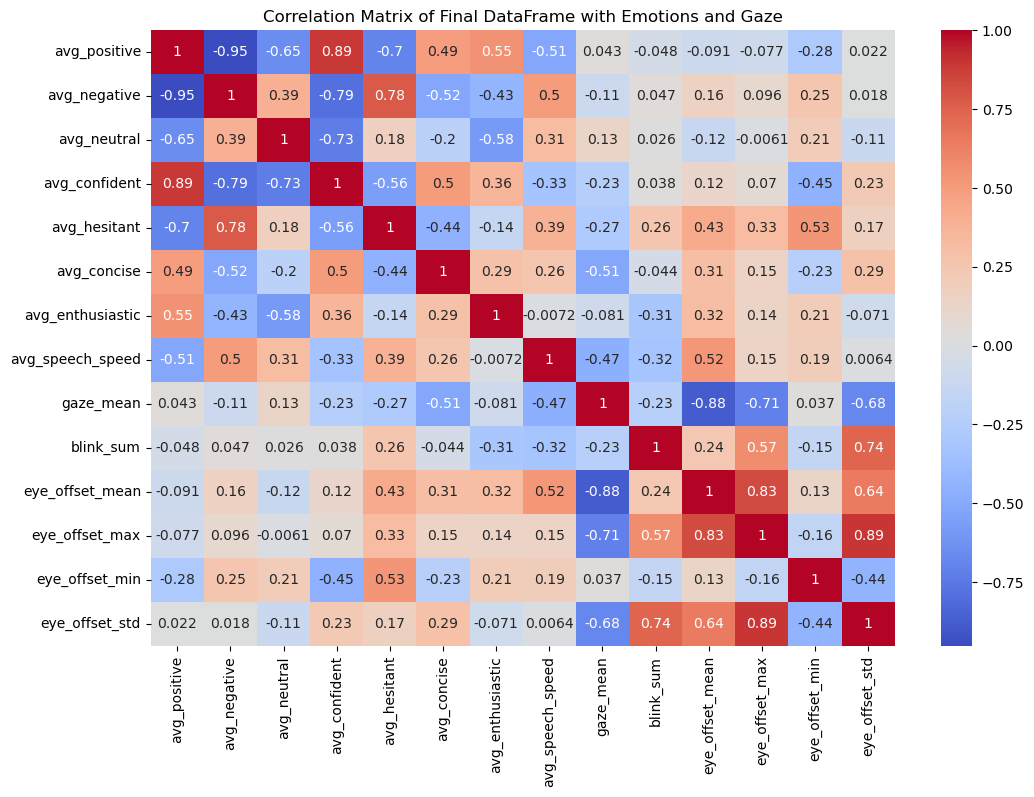 Correlation Matrix of Final DataFrame with Emotions and Gaze
avg_positive 1 -0.95 -0.65 0.89 -0.7 0.49 0.55 -0.51 0.043 -0.048 -0.091 -0.077 -0.28 0.022
avg_negative -0.95 1 0.39 -0.79 0.78 -0.52 -0.43 0.5 -0.11 0.047 0.16 0.096 0.25 0.018
avg_neutral -0.65 0.39 1 -0.73 0.18 -0.2 -0.58 0.31 0.13 0.026 -0.12 -0.0061 0.21 -0.11
avg_confident 0.89 -0.79 -0.73 1 -0.56 0.5 0.36 -0.33 -0.23 0.038 0.12 0.07 -0.45 0.23
avg_hesitant -0.7 0.78 0.18 -0.56 1 -0.44 -0.14 0.39 -0.27 0.26 0.43 0.33 0.53 0.17
avg_concise 0.49 -0.52 -0.2 0.5 -0.44 1 0.29 0.26 -0.51 -0.044 0.31 0.15 -0.23 0.29
avg_enthusiastic 0.55 -0.43 -0.58 0.36 -0.14 0.29 1 -0.0072 -0.081 -0.31 0.32 0.14 0.21 -0.071
avg_speech_speed -0.51 0.5 0.31 -0.33 0.39 0.26 -0.0072 1 -0.47 -0.32 0.52 0.15 0.19 0.0064
gaze_mean 0.043 -0.11 0.13 -0.23 -0.27 -0.51 -0.081 -0.47 1 -0.23 -0.88 -0.71 0.037 -0.68
blink_sum -0.048 0.047 0.026 0.038 0.26 -0.044 -0.31 -0.32 -0.23 1 0.24 0.57 -0.15 0.74
eye_offset_mean -0.091 0.16 -0.12 0.12 0.43 0.31 0.32 0.52 -0.88 0.24 1 0.83 0.13 0.64
eye_offset_max -0.077 0.096 -0.0061 0.07 0.33 0.15 0.14 0.15 -0.71 0.57 0.83 1 -0.16 0.89
eye_offset_min -0.28 0.25 0.21 -0.45 0.53 -0.23 0.21 0.19 0.037 -0.15 0.13 -0.16 1 -0.44
eye_offset_std 0.022 0.018 -0.11 0.23 0.17 0.29 -0.071 0.0064 -0.68 0.74 0.64 0.89 -0.44 1
avg_positive
avg_negative
avg_neutral
avg_confident
avg_hesitant
avg_concise
avg_enthusiastic
avg_speech_speed
gaze_mean
blink_sum
eye_offset_mean
eye_offset_max
eye_offset_min
eye_offset_std
1.00
0.75
0.50
0.25
0.00
−0.25
−0.50
−0.75